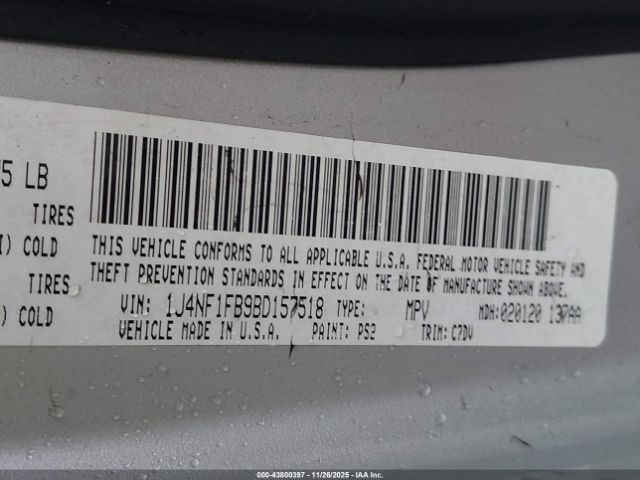 75 LB
TIRES
) COLD
TIRES
) COLD
THIS VEHICLE CONFORMS TO ALL APPLICABLE U.S.A. FEDERAL MOTOR VEHICLE SAFETY AND
THEFT PREVENTION STANDARDS IN EFFECT ON THE DATE OF MANUFACTURE SHOWN ABOVE.
VIN: 1J4NF1FB9BD157518 TYPE: MPV MDH:020120 137AA
VEHICLE MADE IN U.S.A. PAINT: PS2 TRIM: C7DV
000-43800397 - 11/26/2025 - IAA Inc.